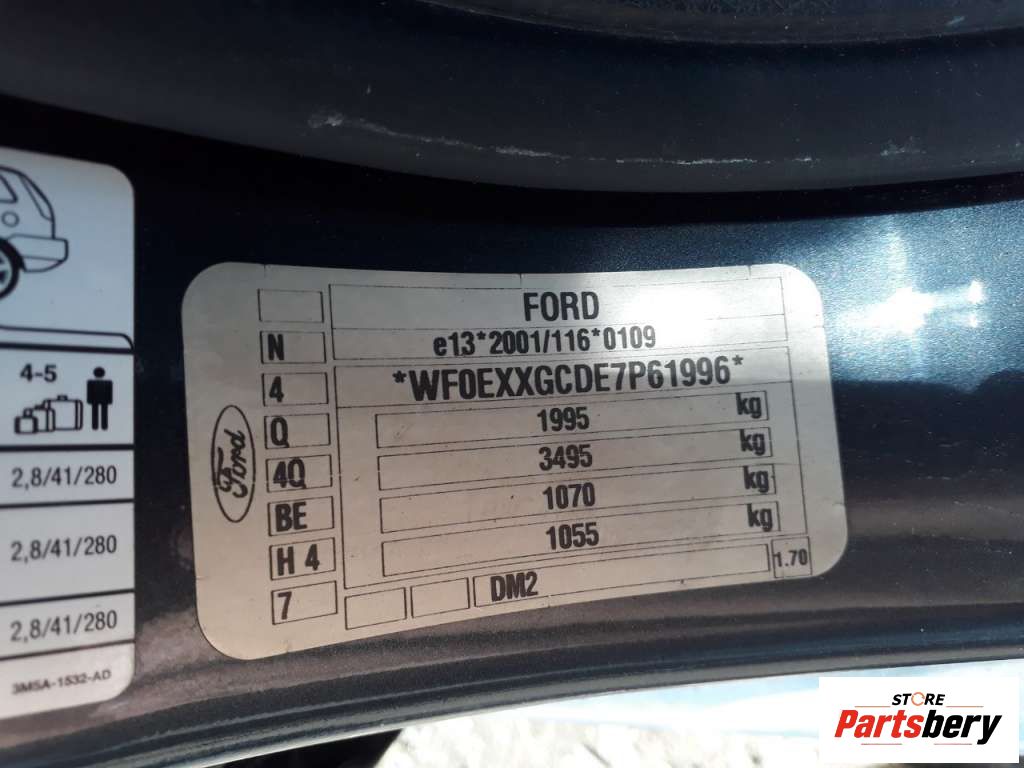 4-5
2,8/41/280
2,8/41/280
2,8/41/280
3M5A-1532-AD
Ford
N
4
Q
4Q
BE
H 4
7
FORD
e13*2001/116*0109
*WF0EXXGCDE7P61996*
1995 kg
3495 kg
1070 kg
1055 kg
DM2
1.70
STORE
Partsbery